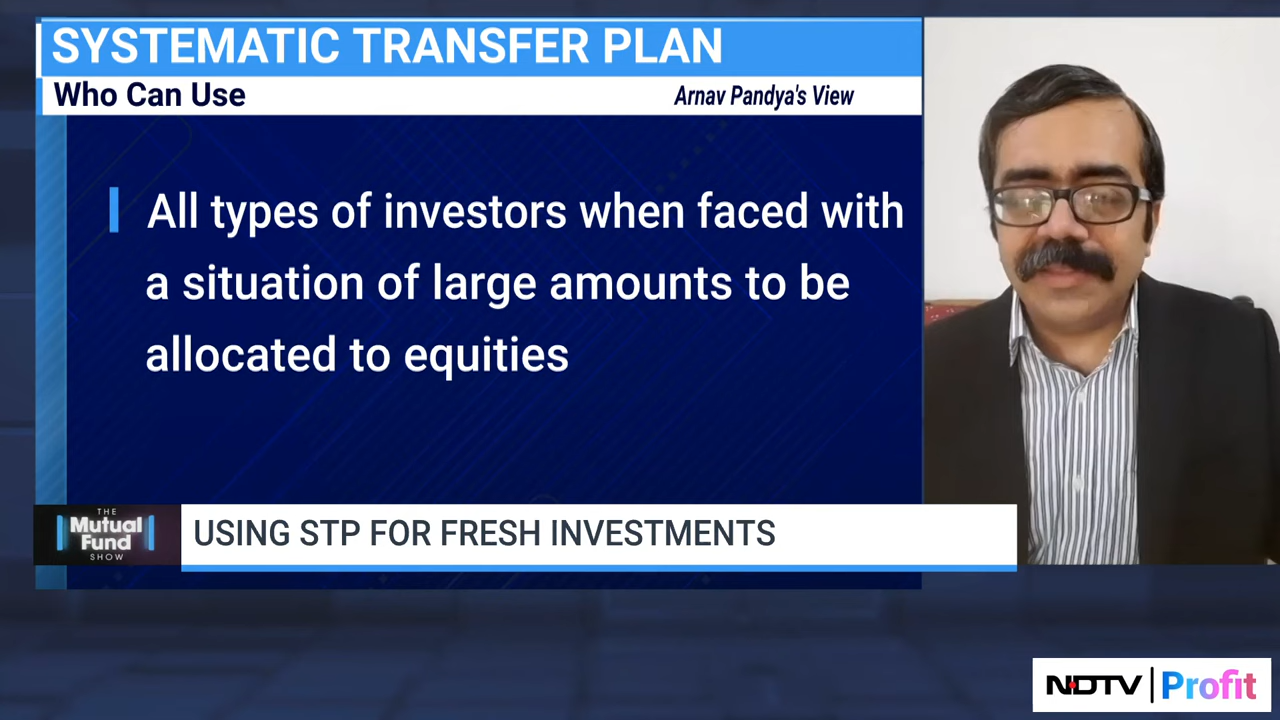 SYSTEMATIC TRANSFER PLAN
Who Can Use
Arnav Pandya's View
All types of investors when faced with
a situation of large amounts to be
allocated to equities
THE
Mutual
Fund
SHOW
USING STP FOR FRESH INVESTMENTS
NDTV Profit